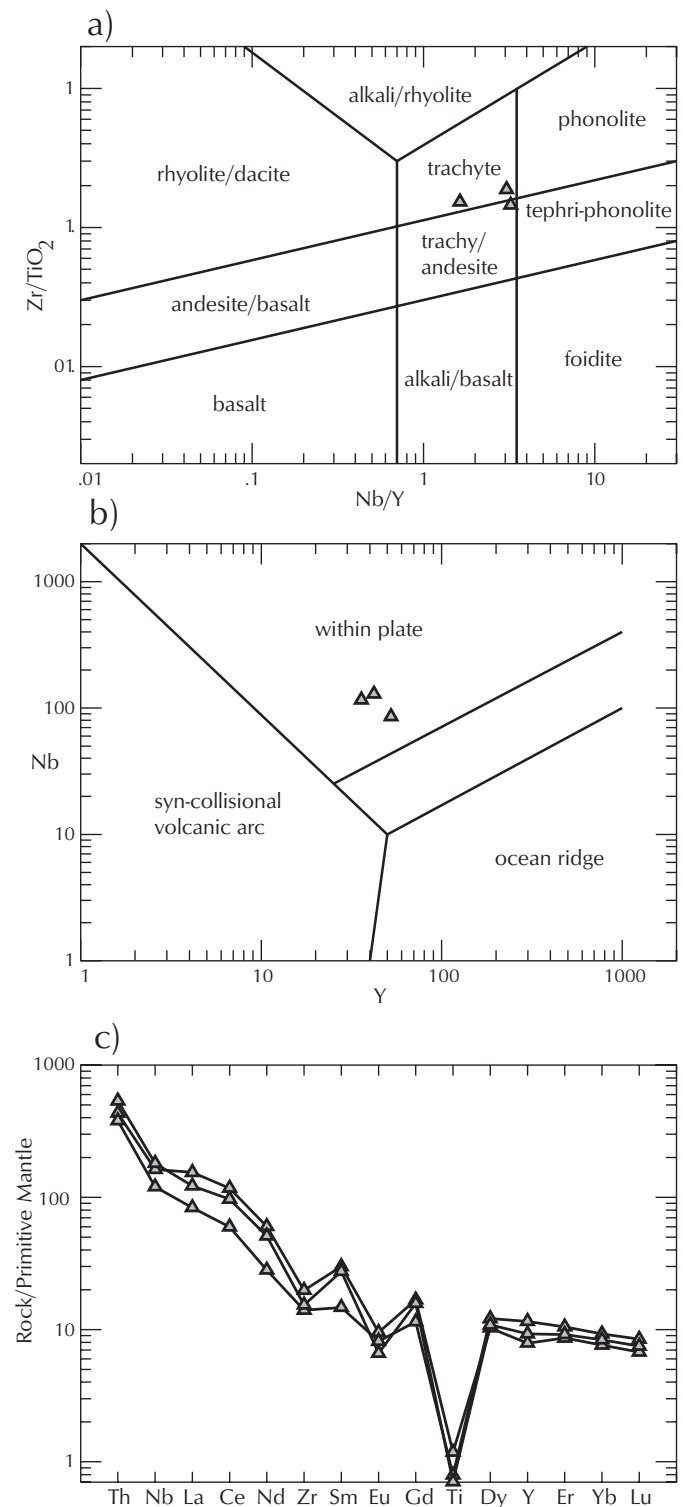 a)
1
alkali/rhyolite
phonolite
rhyolite/dacite
trachyte
Zr/TiO2
1.
tephri-phonolite
trachy/
andesite
andesite/basalt
01.
alkali/basalt
foidite
basalt
.01
.1
1
10
Nb/Y
b)
1000
within plate
100
Nb
syn-collisional
volcanic arc
10
ocean ridge
1
1
10
100
1000
Y
c)
1000
Rock/Primitive Mantle
100
10
1
Th Nb La Ce Nd Zr Sm Eu Gd Ti Dy Y Er Yb Lu